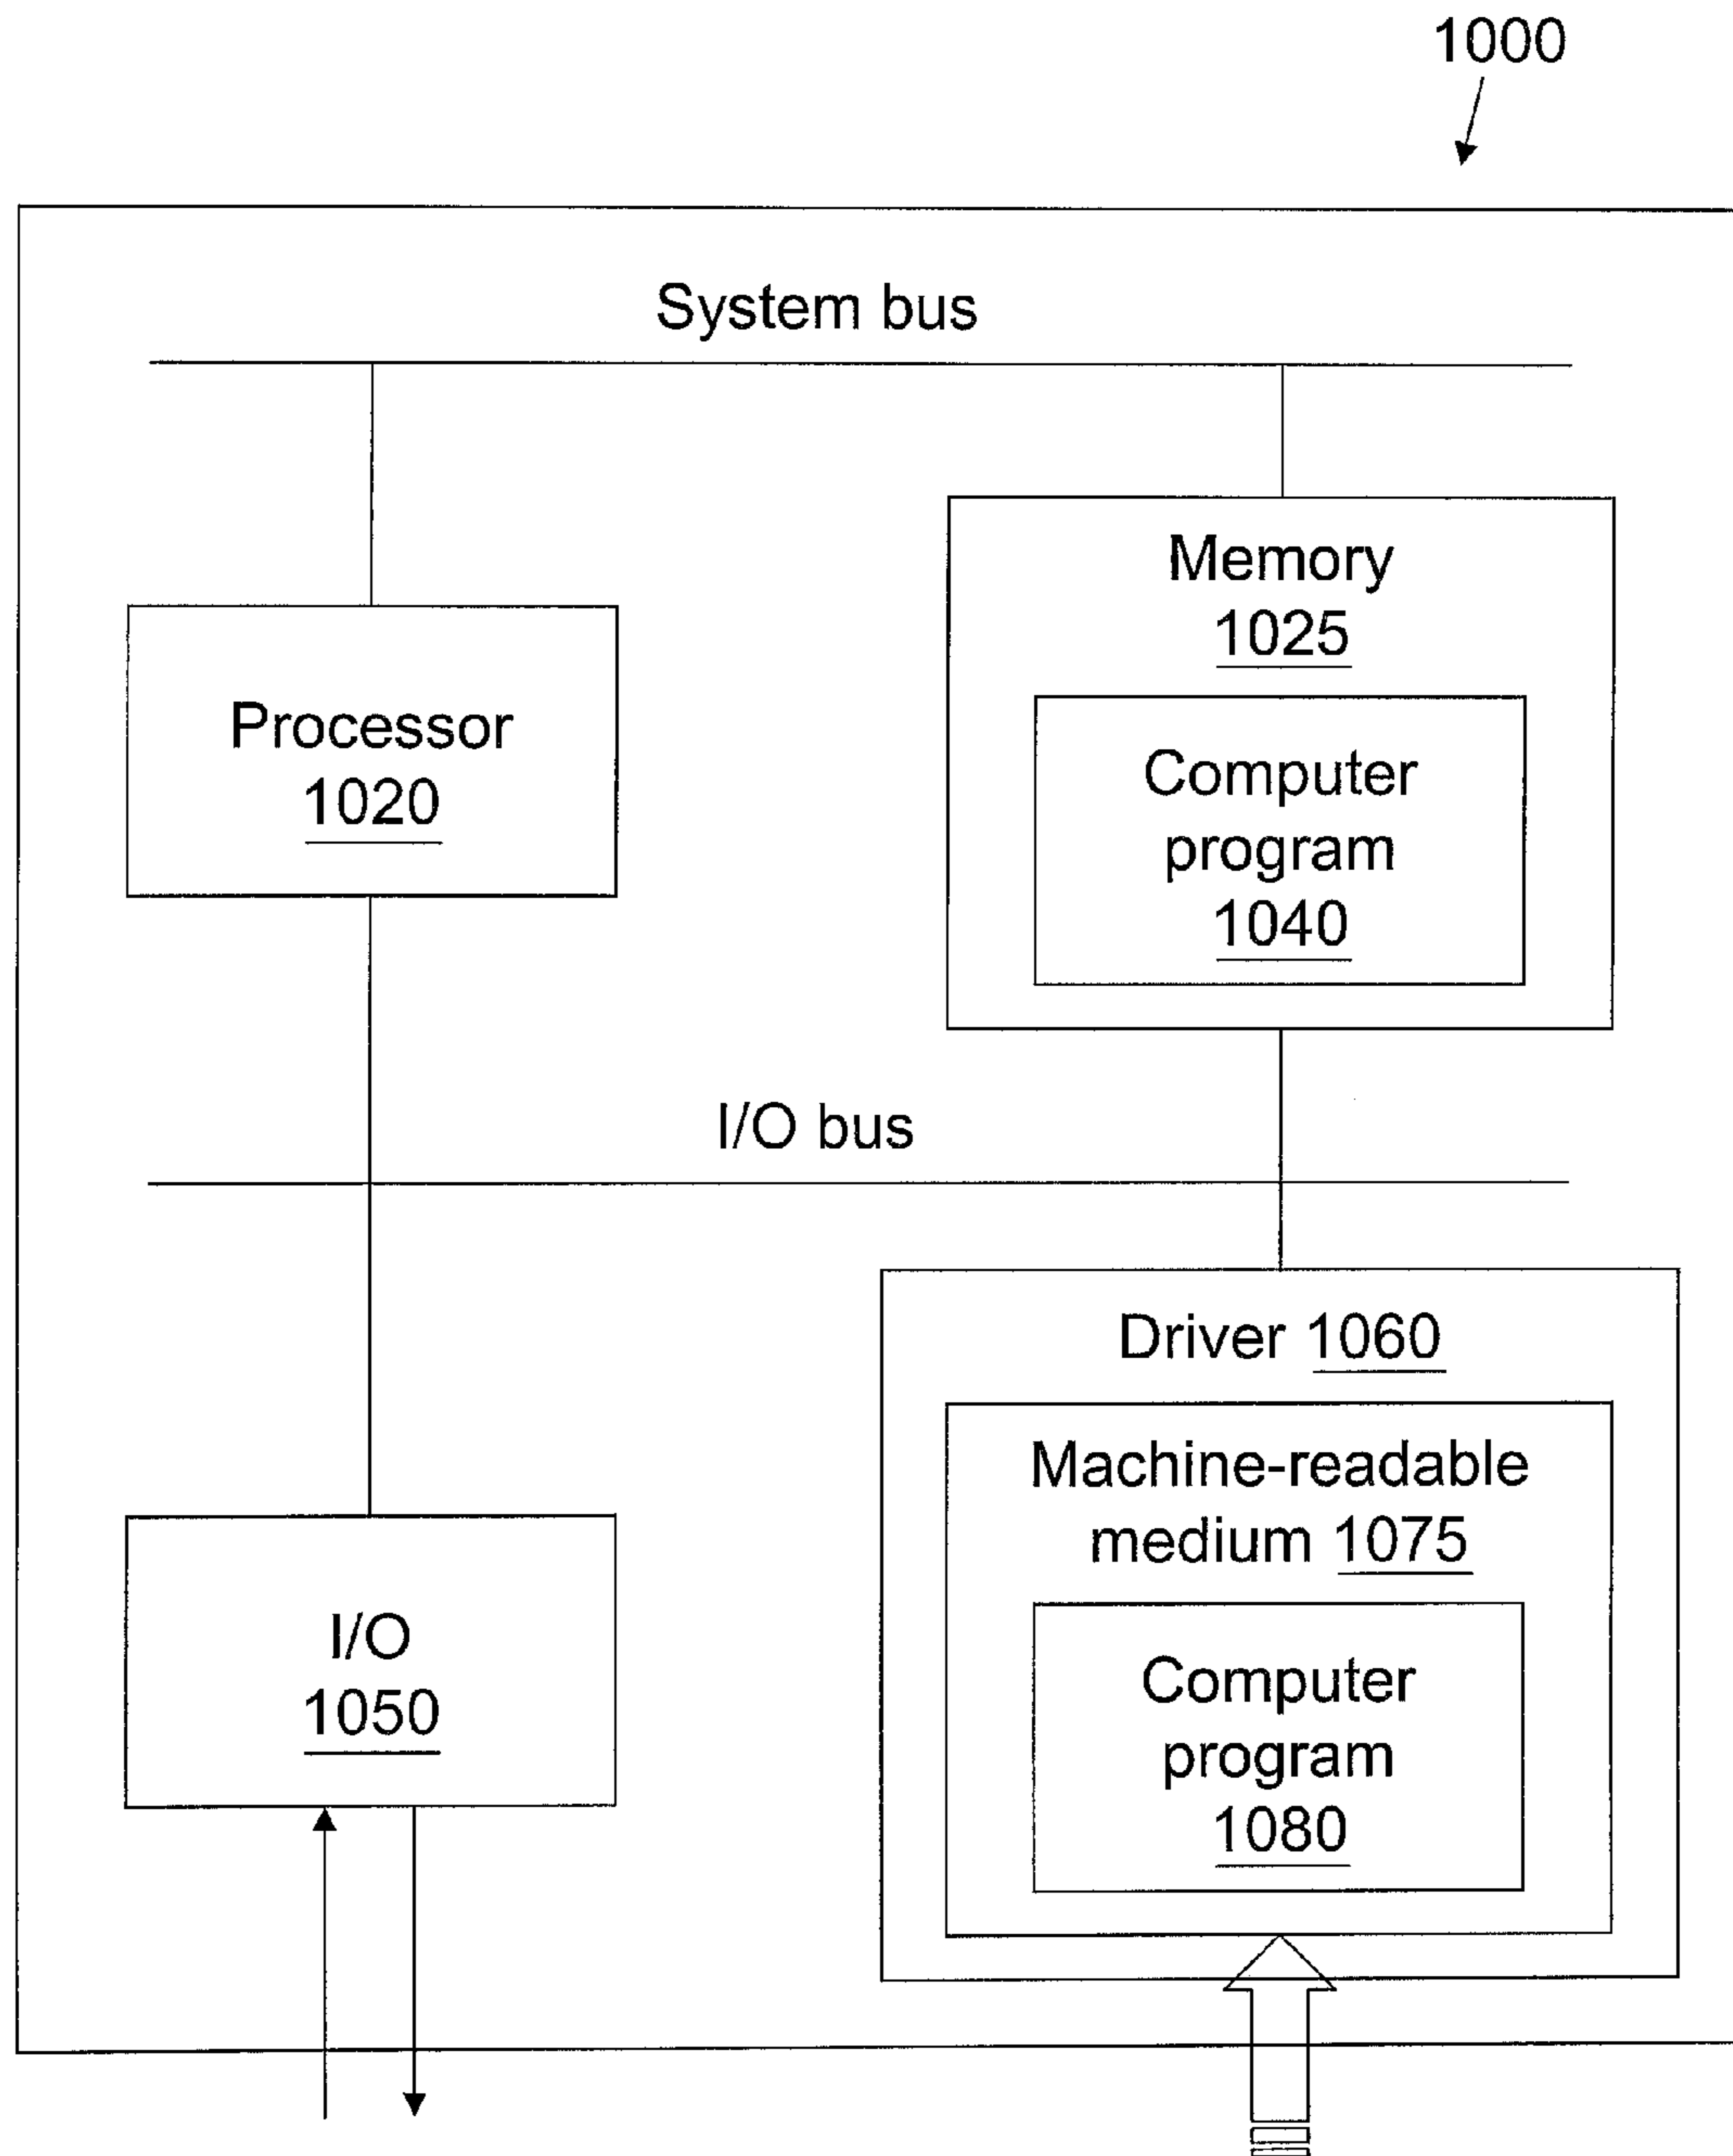 1000
System bus
Processor
1020
Memory
1025
Computer
program
1040
I/O bus
I/O
1050
Driver 1060
Machine-readable
medium 1075
Computer
program
1080